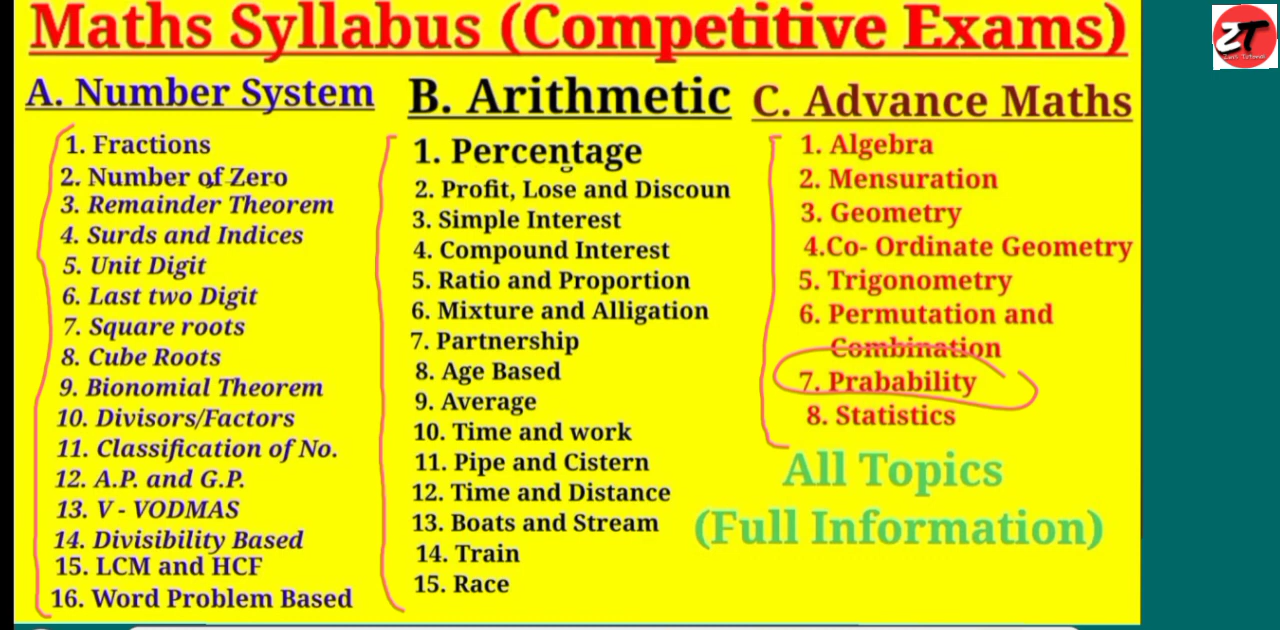 Maths Syllabus (Competitive Exams)
ZT
A. Number System
1. Fractions
2. Number of Zero
3. Remainder Theorem
4. Surds and Indices
5. Unit Digit
6. Last two Digit
7. Square roots
8. Cube Roots
9. Bionomial Theorem
10. Divisors/Factors
11. Classification of No.
12. A.P. and G.P.
13. V - VODMAS
14. Divisibility Based
15. LCM and HCF
16. Word Problem Based
B. Arithmetic
1. Percentage
2. Profit, Lose and Discoun
3. Simple Interest
4. Compound Interest
5. Ratio and Proportion
6. Mixture and Alligation
7. Partnership
8. Age Based
9. Average
10. Time and work
11. Pipe and Cistern
12. Time and Distance
13. Boats and Stream
14. Train
15. Race
C. Advance Maths
1. Algebra
2. Mensuration
3. Geometry
4.Co- Ordinate Geometry
5. Trigonometry
6. Permutation and
Combination
7. Prabability
8. Statistics
All Topics
(Full Information)